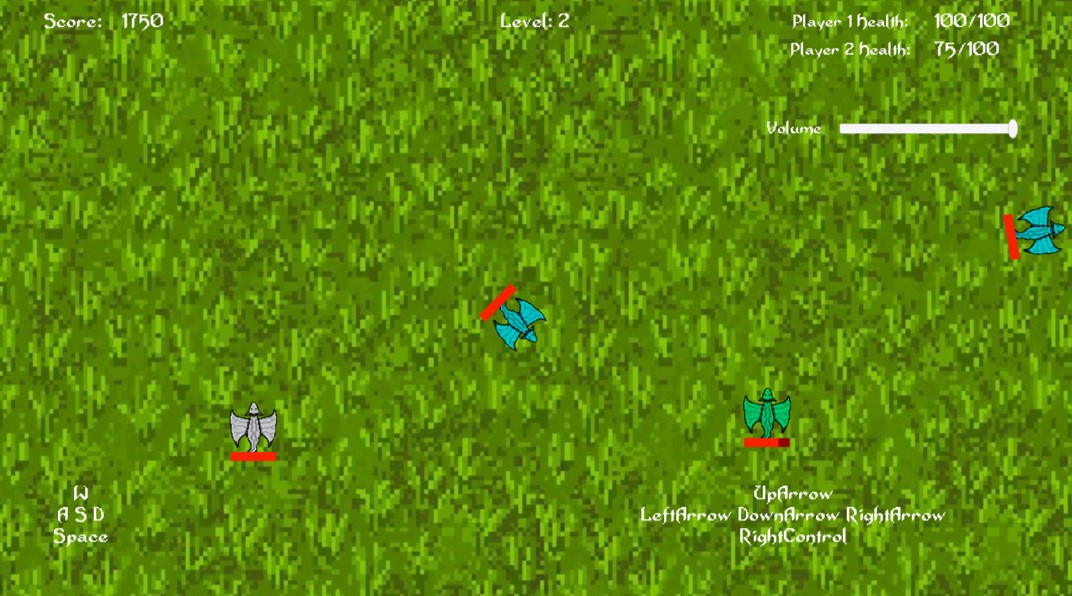 Score: 1750
Level: 2
Player 1 Health: 100/100
Player 2 Health: 75/100
Volume
W
A S D
Space
UpArrow
LeftArrow DownArrow RightArrow
RightControl